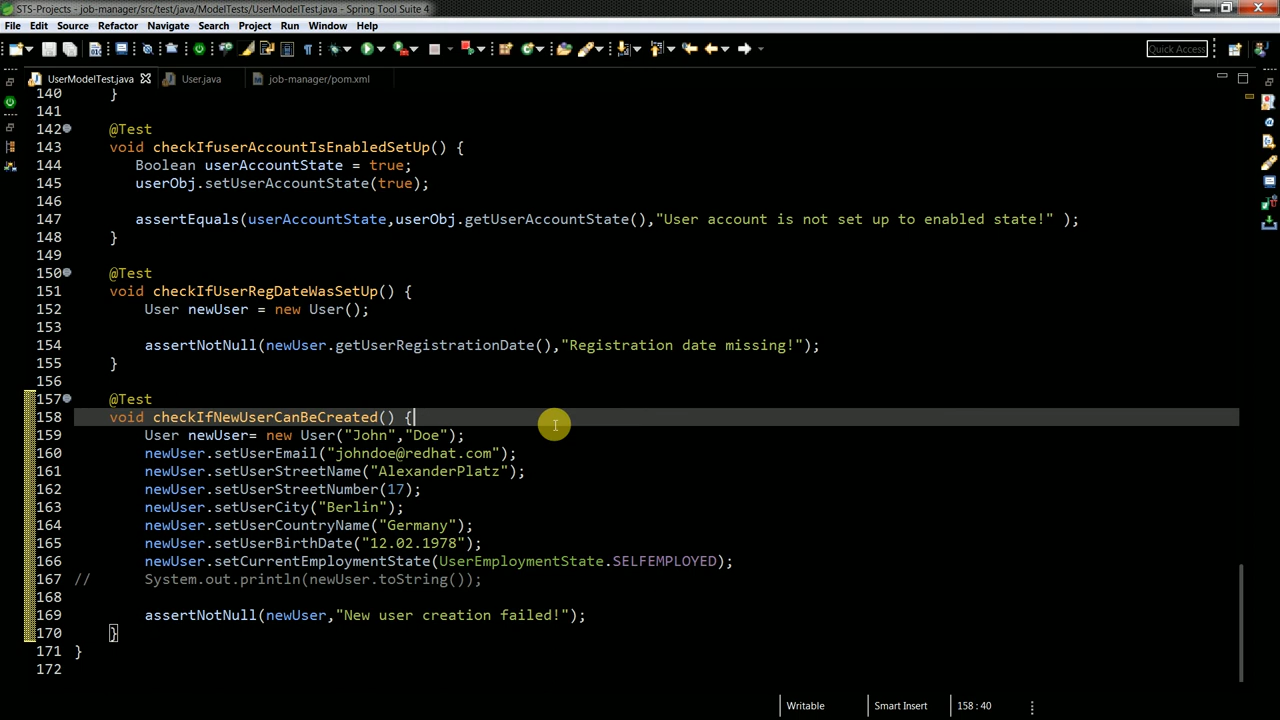 STS-Projects - job-manager/src/test/java/ModelTests/UserModelTest.java - Spring Tool Suite 4
File Edit Source Refactor Navigate Search Project Run Window Help
Quick Access
UserModelTest.java User.java job-manager/pom.xml
140 }
141
142 @Test
143 void checkIfuserAccountIsEnabledSetUp() {
144 Boolean userAccountState = true;
145 userObj.setUserAccountState(true);
146
147 assertEquals(userAccountState,userObj.getUserAccountState(),"User account is not set up to enabled state!" );
148 }
149
150 @Test
151 void checkIfUserRegDateWasSetUp() {
152 User newUser = new User();
153
154 assertNotNull(newUser.getUserRegistrationDate(),"Registration date missing!");
155 }
156
157 @Test
158 void checkIfNewUserCanBeCreated() {
159 User newUser= new User("John","Doe");
160 newUser.setUserEmail("johndoe@redhat.com");
161 newUser.setUserStreetName("AlexanderPlatz");
162 newUser.setUserStreetNumber(17);
163 newUser.setUserCity("Berlin");
164 newUser.setUserCountryName("Germany");
165 newUser.setUserBirthDate("12.02.1978");
166 newUser.setCurrentEmploymentState(UserEmploymentState.SELFEMPLOYED);
167 // System.out.println(newUser.toString());
168
169 assertNotNull(newUser,"New user creation failed!");
170 }
171 }
172
Writable Smart Insert 158 : 40